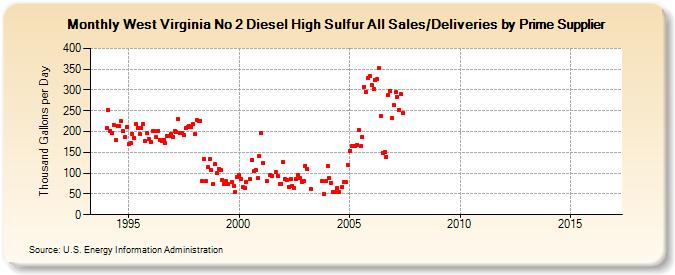 Monthly West Virginia No 2 Diesel High Sulfur All Sales/Deliveries by Prime Supplier
Thousand Gallons per Day
400
350
300
250
200
150
100
50
0
1995 2000 2005 2010 2015
Source: U.S. Energy Information Administration